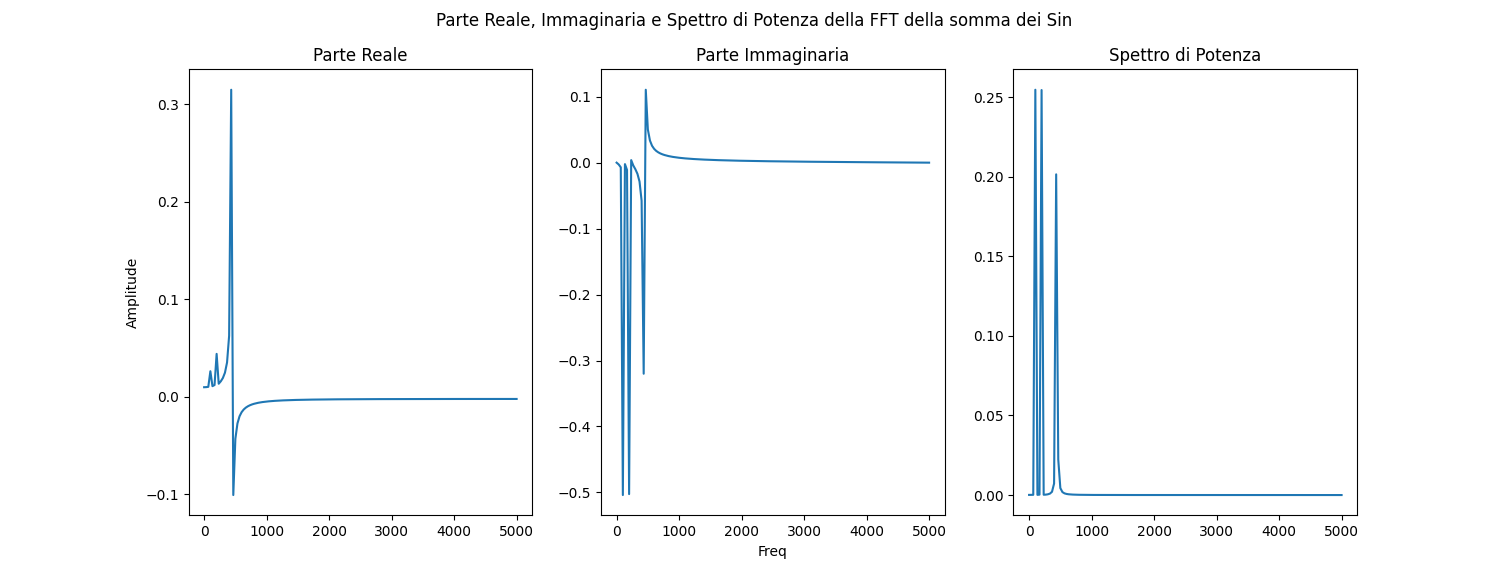 Parte Reale, Immaginaria e Spettro di Potenza della FFT della somma dei Sin
Parte Reale
0.3
0.2
0.1
0.0
−0.1
0 1000 2000 3000 4000 5000
Amplitude
Parte Immaginaria
0.1
0.0
−0.1
−0.2
−0.3
−0.4
−0.5
0 1000 2000 3000 4000 5000
Freq
Spettro di Potenza
0.25
0.20
0.15
0.10
0.05
0.00
0 1000 2000 3000 4000 5000